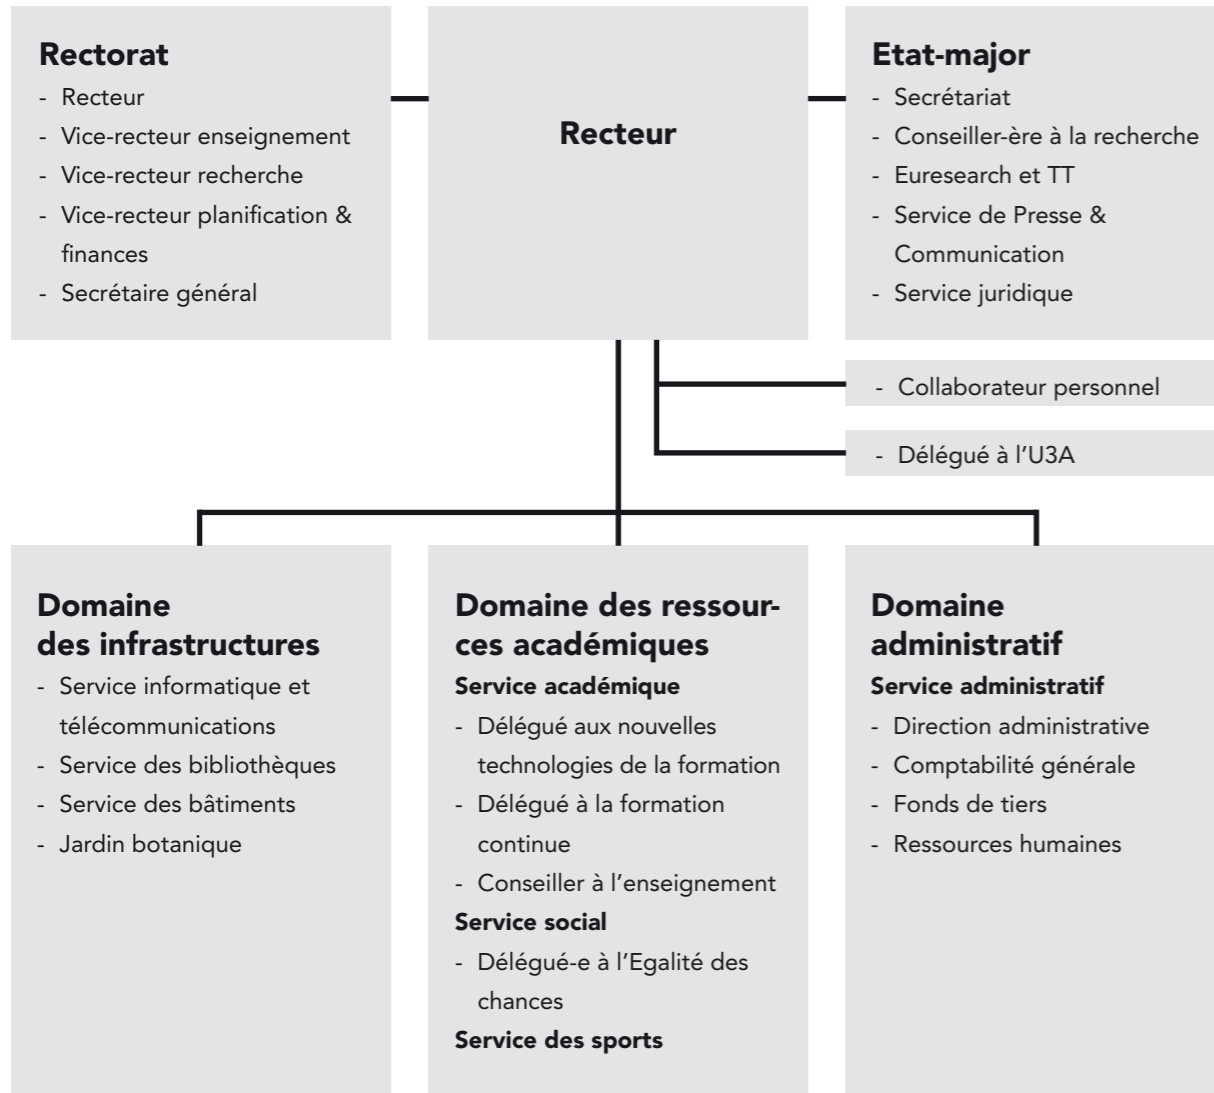 Rectorat
- Recteur
- Vice-recteur enseignement
- Vice-recteur recherche
- Vice-recteur planification &
finances
- Secrétaire général
Recteur
Etat-major
- Secrétariat
- Conseiller-ère à la recherche
- Euresearch et TT
- Service de Presse &
Communication
- Service juridique
- Collaborateur personnel
- Délégué à l'U3A
Domaine
des infrastructures
- Service informatique et
télécommunications
- Service des bibliothèques
- Service des bâtiments
- Jardin botanique
Domaine des ressour-
ces académiques
Service académique
- Délégué aux nouvelles
technologies de la formation
- Délégué à la formation
continue
- Conseiller à l'enseignement
Service social
- Délégué-e à l'Egalité des
chances
Service des sports
Domaine
administratif
Service administratif
- Direction administrative
- Comptabilité générale
- Fonds de tiers
- Ressources humaines